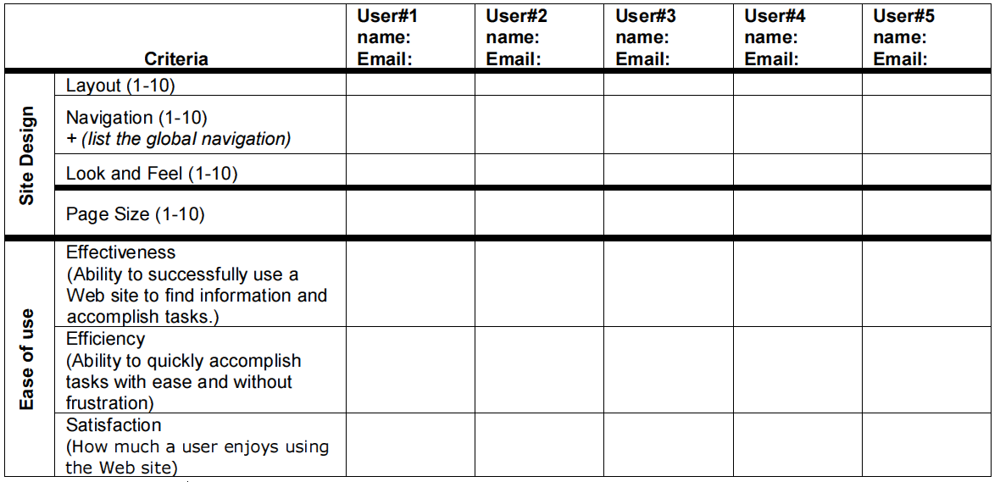 Criteria
User#1
name:
Email:
User#2
name:
Email:
User#3
name:
Email:
User#4
name:
Email:
User#5
name:
Email:
Site Design
Layout (1-10)
Navigation (1-10)
+ (list the global navigation)
Look and Feel (1-10)
Page Size (1-10)
Ease of use
Effectiveness
(Ability to successfully use a
Web site to find information and
accomplish tasks.)
Efficiency
(Ability to quickly accomplish
tasks with ease and without
frustration)
Satisfaction
(How much a user enjoys using
the Web site)